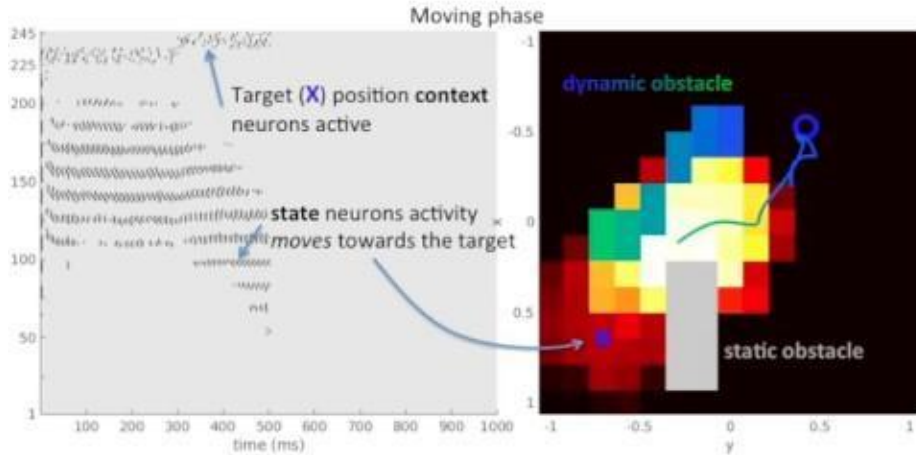 Moving phase
245
225
200
150
100
50
1
100 200 300 400 500 600 700 800 900 1000
time (ms)
Target (X) position context
neurons active
state neurons activity
moves towards the target
x
-1
-0.5
0
0.5
1
dynamic obstacle
static obstacle
-1 -0.5 0 0.5 1
y